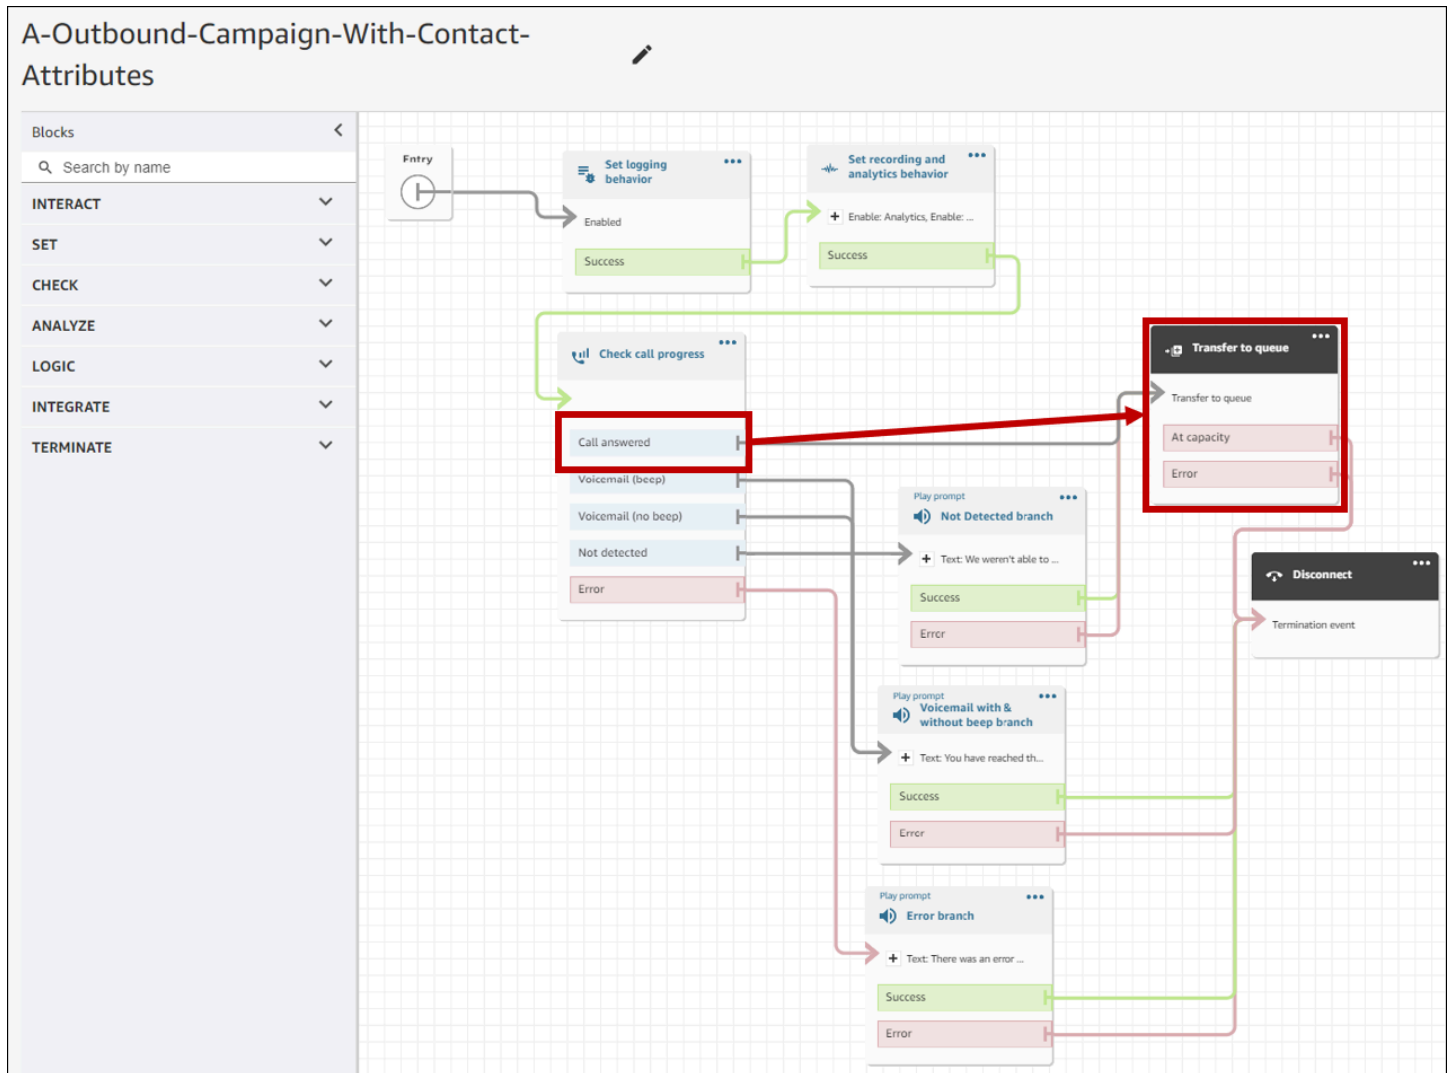 A-Outbound-Campaign-With-Contact-
Attributes
Blocks
Search by name
INTERACT
SET
CHECK
ANALYZE
LOGIC
INTEGRATE
TERMINATE
Entry
Set logging
behavior
Enabled
Success
Set recording and
analytics behavior
Enable: Analytics, Enable: ...
Success
Check call progress
Call answered
Voicemail (beep)
Voicemail (no beep)
Not detected
Error
Transfer to queue
Transfer to queue
At capacity
Error
Play prompt
Not Detected branch
Text: We weren't able to ...
Success
Error
Disconnect
Termination event
Play prompt
Voicemail with &
without beep branch
Text: You have reached th...
Success
Error
Play prompt
Error branch
Text: There was an error ...
Success
Error